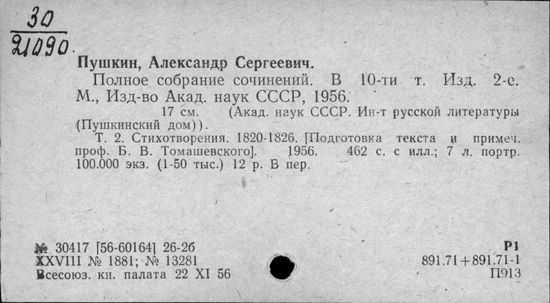 30
21090.
Пушкин, Александр Сергеевич.
Полное собрание сочинений. В 10-ти т. Изд. 2-е.
М., Изд-во Акад. наук СССР, 1956.
17 см. (Акад. наук СССР. Ин-т русской литературы
(Пушкинский дом)).
Т. 2. Стихотворения. 1820-1826. [Подготовка текста и примеч.
проф. Б. В. Томашевского]. 1956. 462 с. с илл.; 7 л. портр.
100.000 экз. (1-50 тыс.) 12 р. В пер.
№ 30417 [56-60164] 26-2б Р1
XXVIII № 1881; № 13281 891.71+891.71-1
Всесоюз. кн. палата 22 XI 56 П913